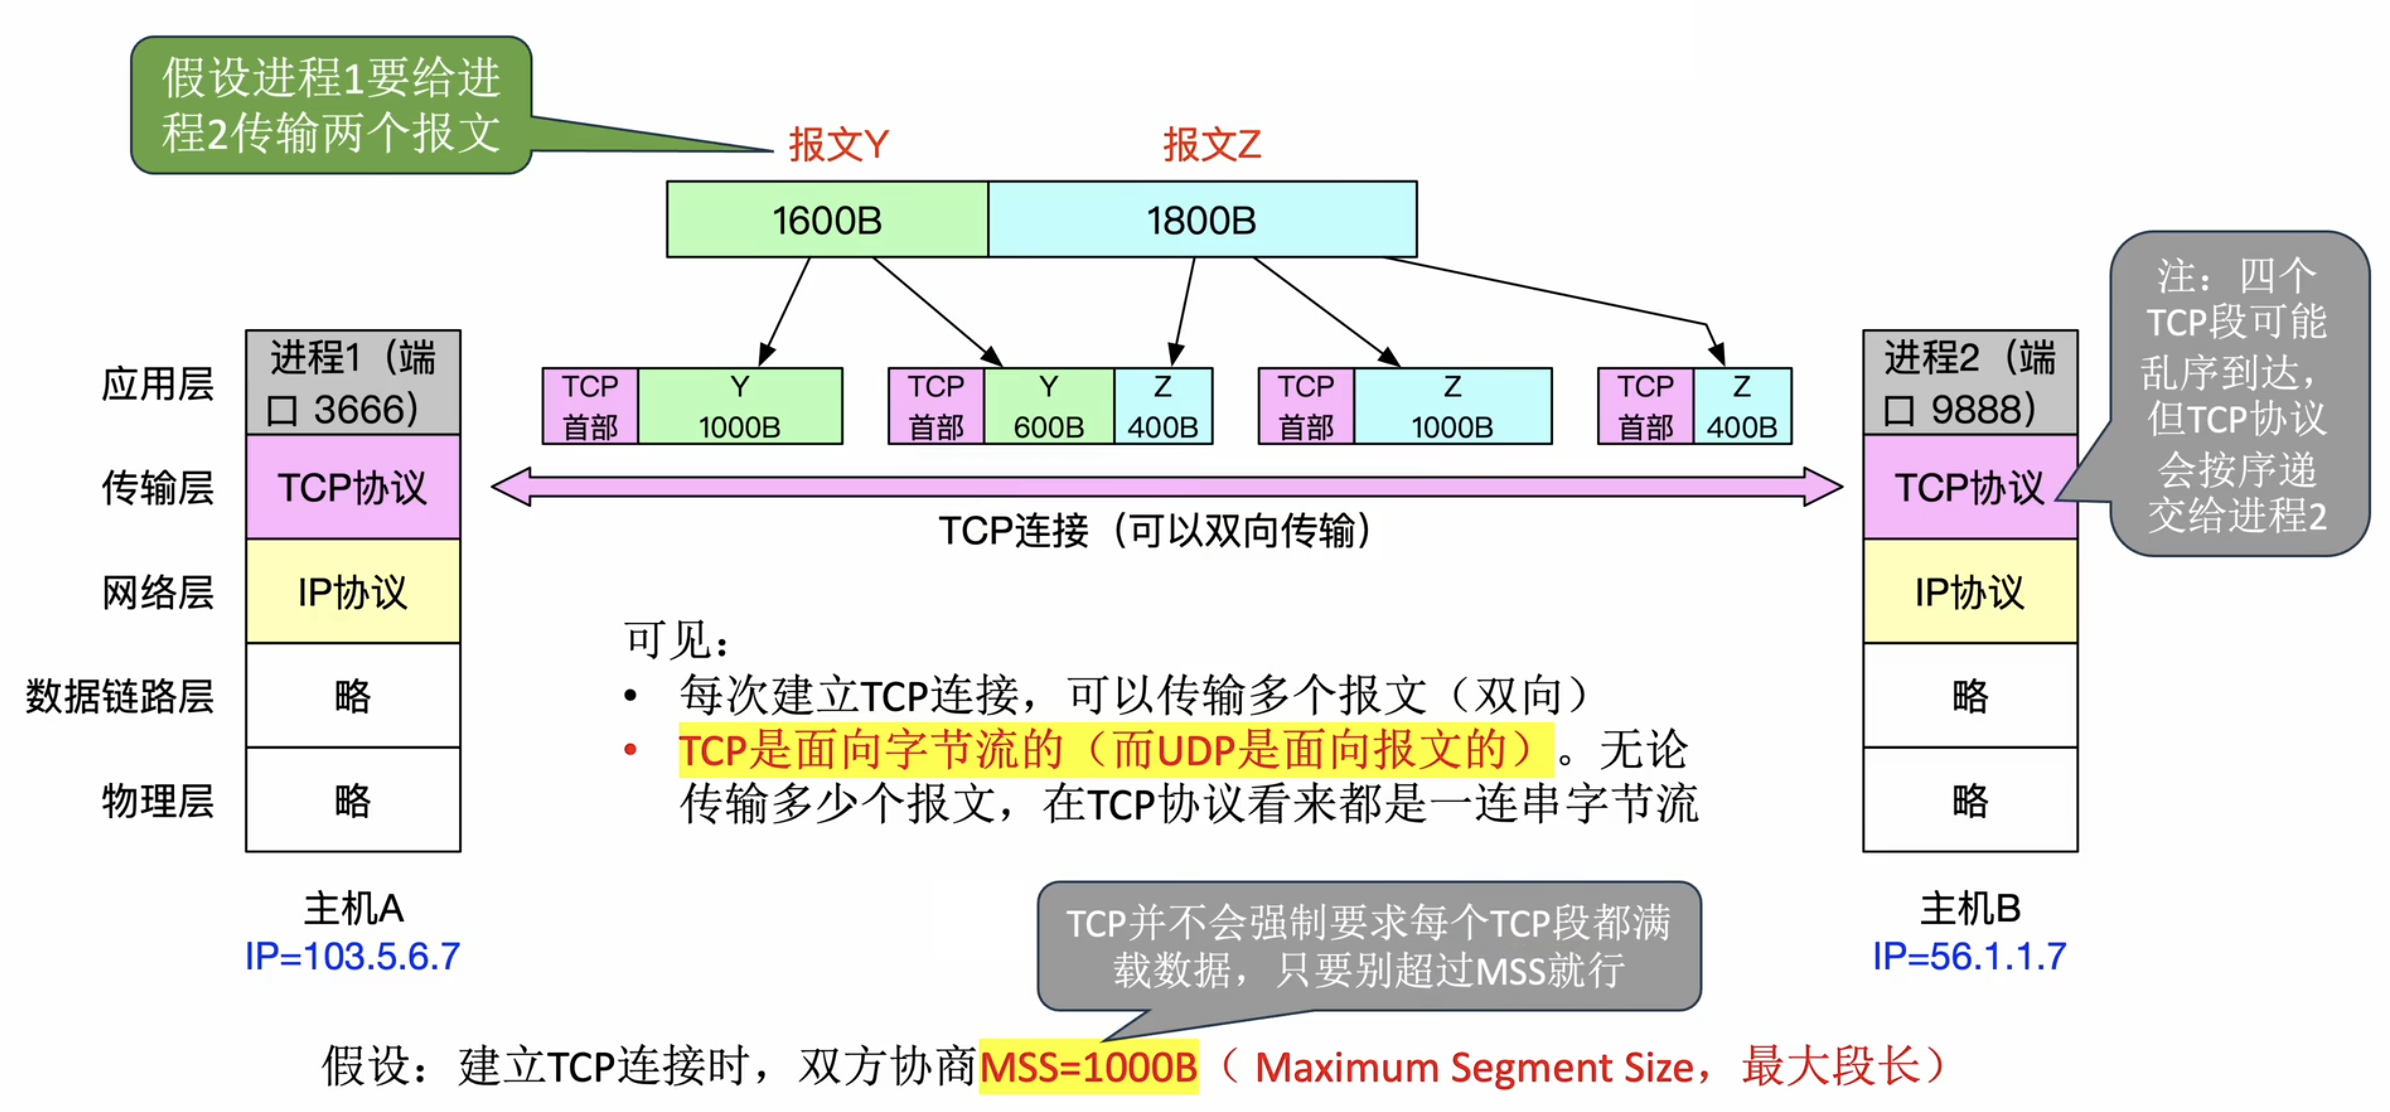 假设进程1要给进
程2传输两个报文
报文Y
报文Z
1600B
1800B
注：四个
TCP段可能
乱序到达，
但TCP协议
会按序递
交给进程2
应用层
进程1（端
口 3666）
TCP
首部
Y
1000B
TCP
首部
Y
600B
Z
400B
TCP
首部
Z
1000B
TCP
首部
Z
400B
进程2（端
口 9888）
传输层
TCP协议
TCP连接（可以双向传输）
TCP协议
网络层
IP协议
IP协议
数据链路层
略
略
物理层
略
略
可见：
• 每次建立TCP连接，可以传输多个报文（双向）
• TCP是面向字节流的（而UDP是面向报文的）。无论
传输多少个报文，在TCP协议看来都是一连串字节流
主机A
IP=103.5.6.7
主机B
IP=56.1.1.7
TCP并不会强制要求每个TCP段都满
载数据，只要别超过MSS就行
假设：建立TCP连接时，双方协商MSS=1000B（ Maximum Segment Size，最大段长）